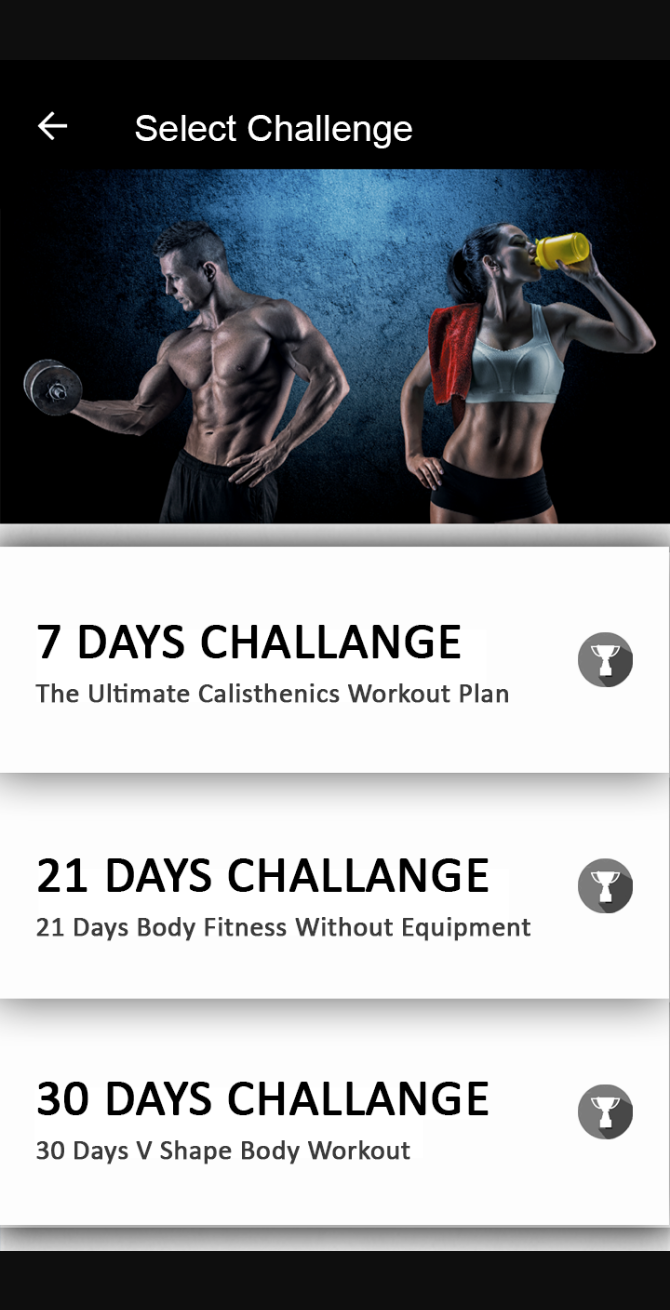 Select Challenge
7 DAYS CHALLANGE
The Ultimate Calisthenics Workout Plan
21 DAYS CHALLANGE
21 Days Body Fitness Without Equipment
30 DAYS CHALLANGE
30 Days V Shape Body Workout